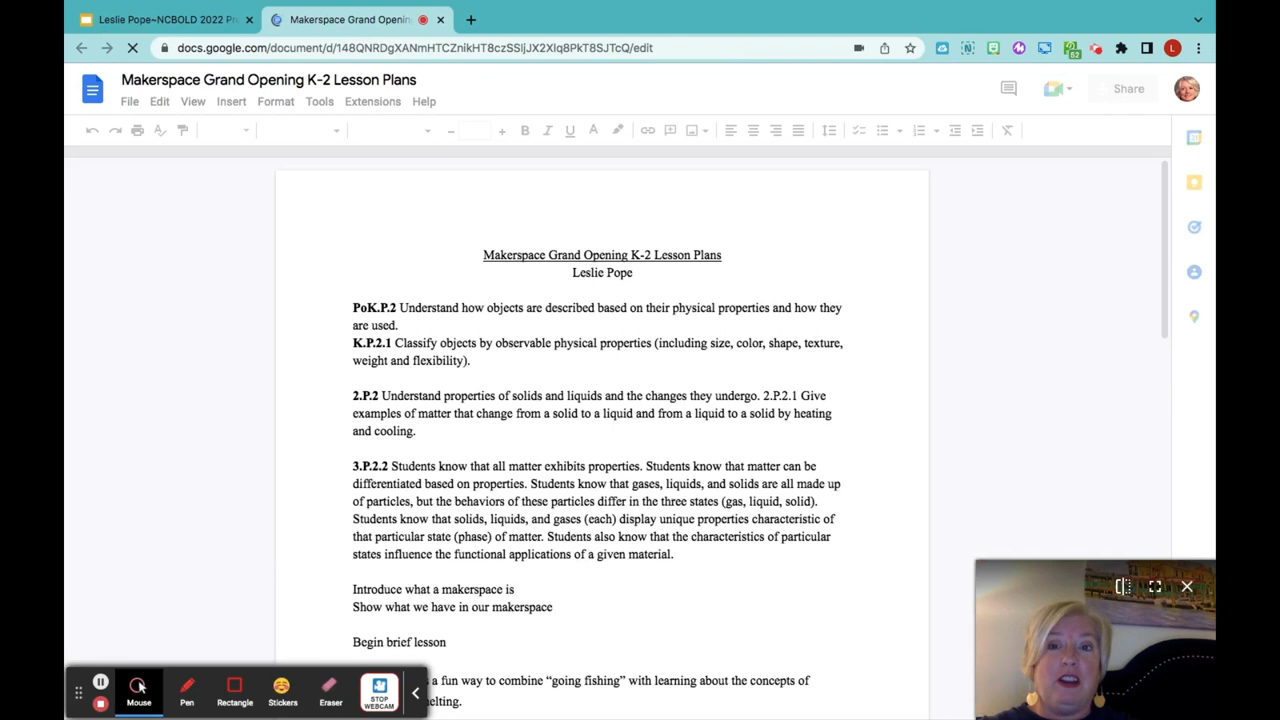 Leslie Pope~NCBOLD 2022 Pr
Makerspace Grand Opening
docs.google.com/document/d/148QNRDgXANmHTCZnikHT8czSSljJX2Xlq8PkT8SJTcQ/edit
52
L
Makerspace Grand Opening K-2 Lesson Plans
File Edit View Insert Format Tools Extensions Help
Share
Makerspace Grand Opening K-2 Lesson Plans
Leslie Pope
PoK.P.2 Understand how objects are described based on their physical properties and how they
are used.
K.P.2.1 Classify objects by observable physical properties (including size, color, shape, texture,
weight and flexibility).
2.P.2 Understand properties of solids and liquids and the changes they undergo. 2.P.2.1 Give
examples of matter that change from a solid to a liquid and from a liquid to a solid by heating
and cooling.
3.P.2.2 Students know that all matter exhibits properties. Students know that matter can be
differentiated based on properties. Students know that gases, liquids, and solids are all made up
of particles, but the behaviors of these particles differ in the three states (gas, liquid, solid).
Students know that solids, liquids, and gases (each) display unique properties characteristic of
that particular state (phase) of matter. Students also know that the characteristics of particular
states influence the functional applications of a given material.
Introduce what a makerspace is
Show what we have in our makerspace
Begin brief lesson
a fun way to combine “going fishing” with learning about the concepts of
elting.
Mouse Pen Rectangle Stickers Eraser STOP WEBCAM